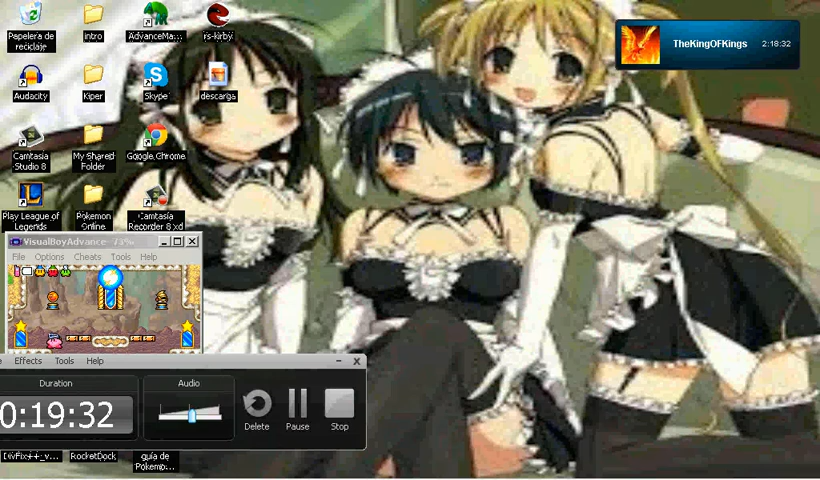 Papelera de
reciclaje
intro
AdvanceMa...
rs-kirby
TheKingOfKings
2:18:32
Audacity
Kiper
Skype
descarga
Camtasia
Studio 8
My Shared
Folder
Google Chrome
Play League of
Legends
Pokemon
Online
Camtasia
Recorder 8.xd
VisualBoyAdvance - 73%
File Options Cheats Tools Help
Effects Tools Help
Duration
Audio
0:19:32
Delete
Pause
Stop
RocketDock
guía de
Pokemo...